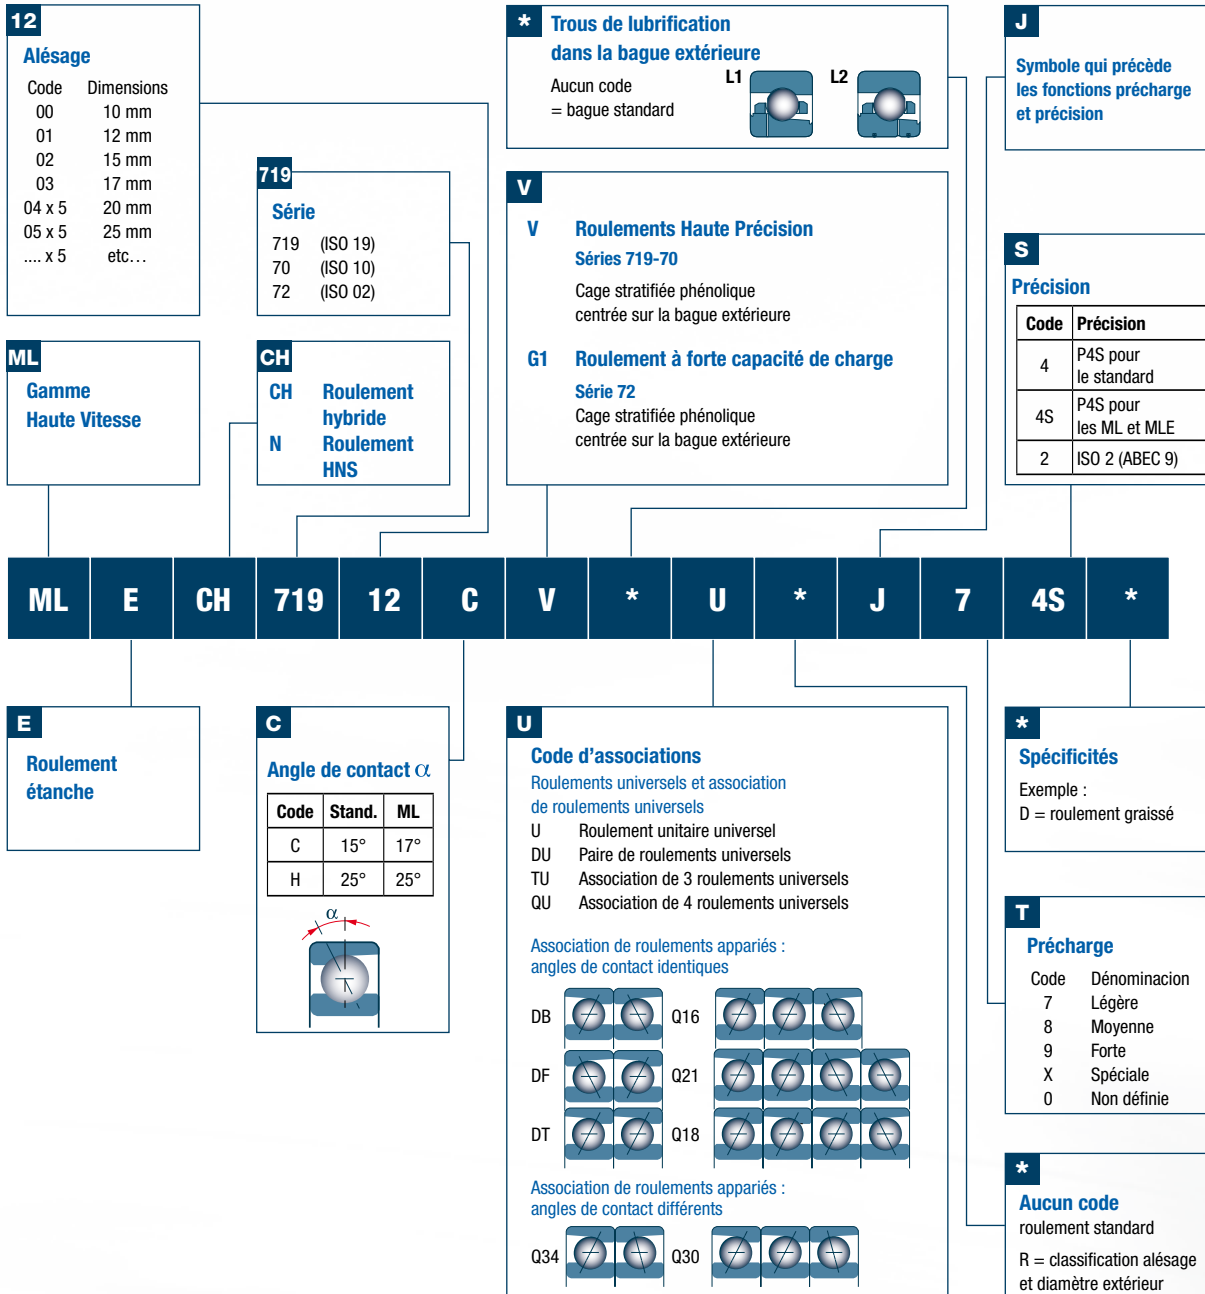 12
Alésage
Code Dimensions
00 10 mm
01 12 mm
02 15 mm
03 17 mm
04 x 5 20 mm
05 x 5 25 mm
.... x 5 etc…
719
Série
719 (ISO 19)
70 (ISO 10)
72 (ISO 02)
ML
Gamme
Haute Vitesse
CH
CH Roulement
hybride
N Roulement
HNS
* Trous de lubrification
dans la bague extérieure
Aucun code
= bague standard
L1 L2
V
V Roulements Haute Précision
Séries 719-70
Cage stratifiée phénolique
centrée sur la bague extérieure
G1 Roulement à forte capacité de charge
Série 72
Cage stratifiée phénolique
centrée sur la bague extérieure
J
Symbole qui précède
les fonctions précharge
et précision
S
Précision
Code Précision
4 P4S pour
le standard
4S P4S pour
les ML et MLE
2 ISO 2 (ABEC 9)
ML E CH 719 12 C V * U * J 7 4S *
E
Roulement
étanche
C
Angle de contact α
Code Stand. ML
C 15° 17°
H 25° 25°
α
U
Code d'associations
Roulements universels et association
de roulements universels
U Roulement unitaire universel
DU Paire de roulements universels
TU Association de 3 roulements universels
QU Association de 4 roulements universels
Association de roulements appariés :
angles de contact identiques
DB Q16
DF Q21
DT Q18
Association de roulements appariés :
angles de contact différents
Q34 Q30
*
Spécificités
Exemple :
D = roulement graissé
T
Précharge
Code Dénominacion
7 Légère
8 Moyenne
9 Forte
X Spéciale
0 Non définie
*
Aucun code
roulement standard
R = classification alésage
et diamètre extérieur